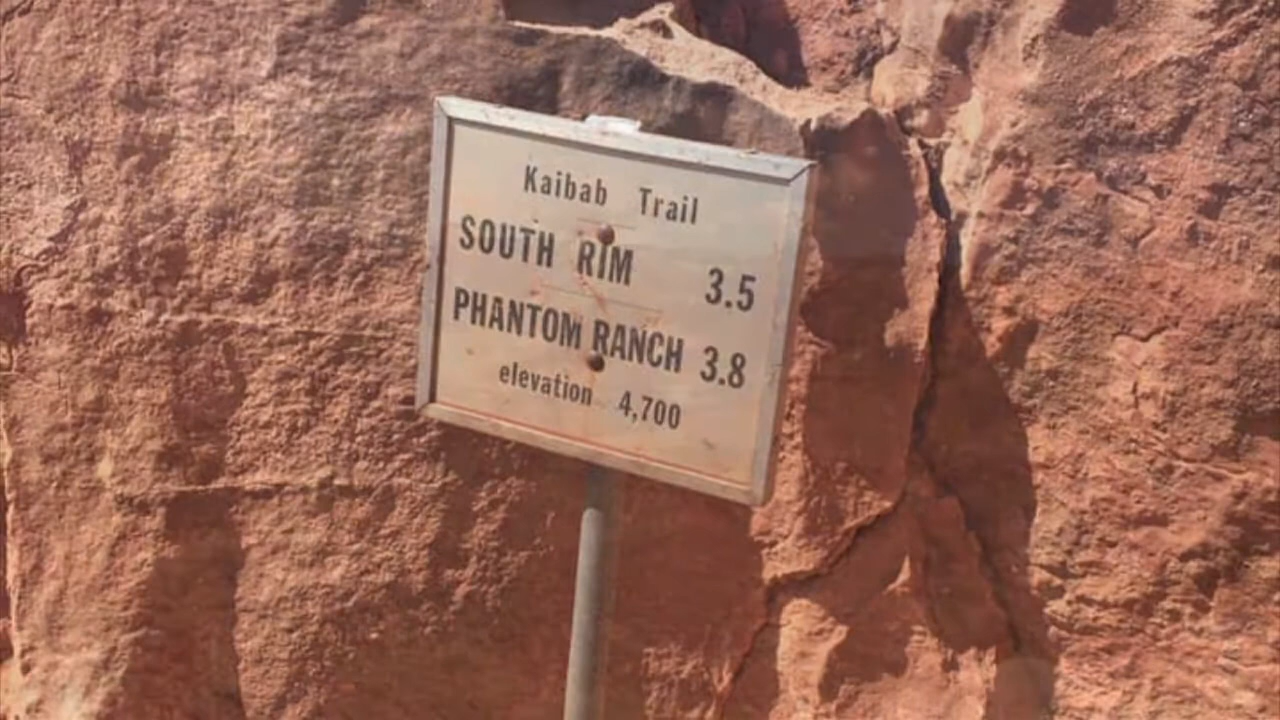 Kaibab Trail
SOUTH RIM 3.5
PHANTOM RANCH 3.8
elevation 4,700